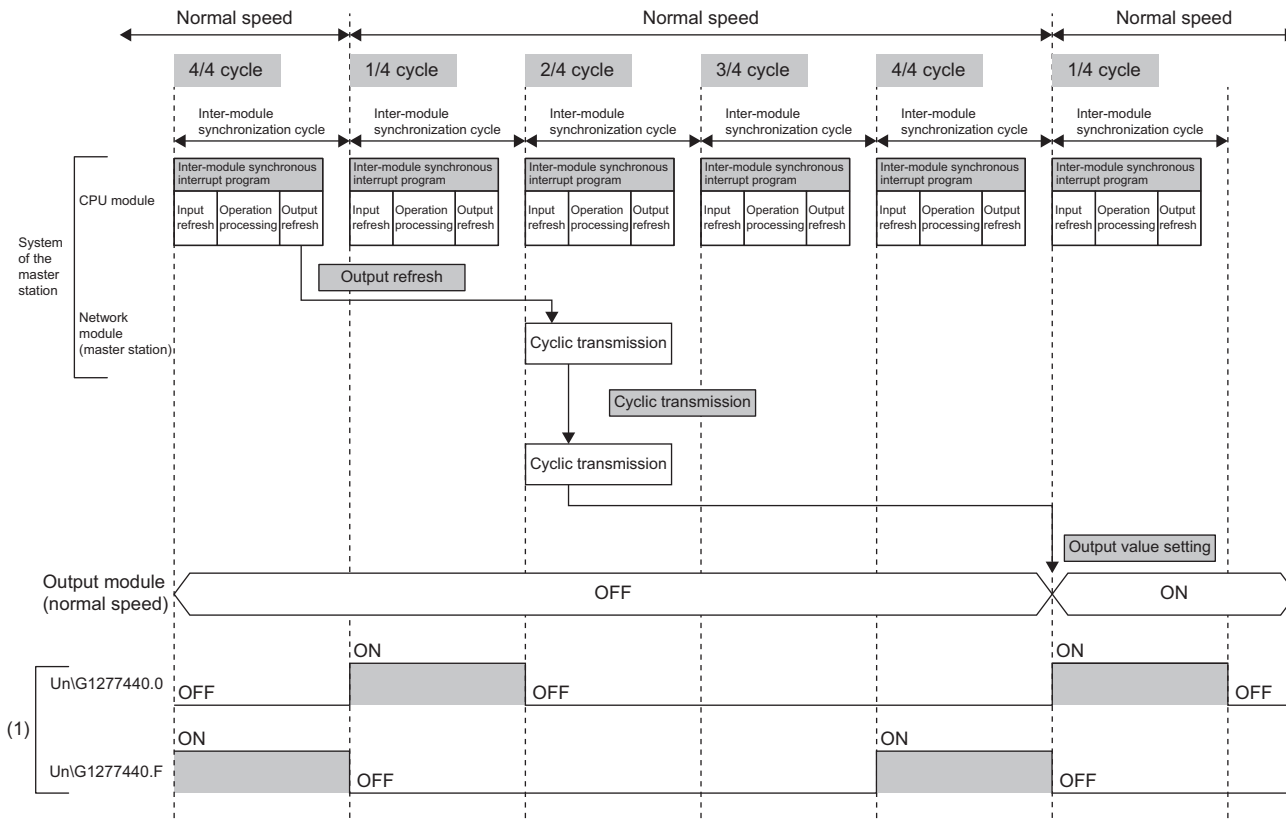 Normal speed
Normal speed
Normal speed
4/4 cycle
1/4 cycle
2/4 cycle
3/4 cycle
4/4 cycle
1/4 cycle
Inter-module
synchronization cycle
Inter-module
synchronization cycle
Inter-module
synchronization cycle
Inter-module
synchronization cycle
Inter-module
synchronization cycle
Inter-module
synchronization cycle
System
of the
master
station
CPU module
Inter-module synchronous
interrupt program
Input
refresh
Operation
processing
Output
refresh
Inter-module synchronous
interrupt program
Input
refresh
Operation
processing
Output
refresh
Inter-module synchronous
interrupt program
Input
refresh
Operation
processing
Output
refresh
Inter-module synchronous
interrupt program
Input
refresh
Operation
processing
Output
refresh
Inter-module synchronous
interrupt program
Input
refresh
Operation
processing
Output
refresh
Inter-module synchronous
interrupt program
Input
refresh
Operation
processing
Output
refresh
Output refresh
Network
module
(master station)
Cyclic transmission
Cyclic transmission
Cyclic transmission
Output value setting
Output module
(normal speed)
OFF
ON
(1)
Un\G1277440.0
OFF
ON
OFF
ON
OFF
Un\G1277440.F
ON
OFF
ON
OFF